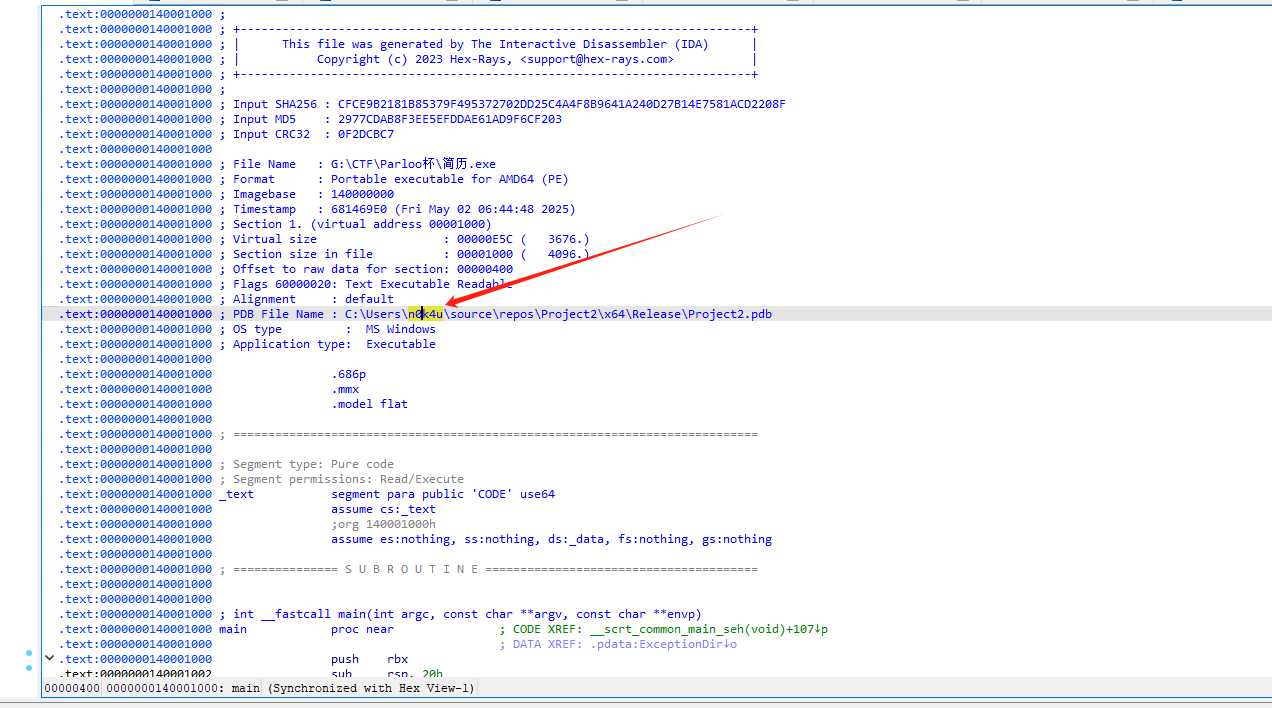 .text:0000000140001000 ;
.text:0000000140001000 ; +-------------------------------------------------------------------------+
.text:0000000140001000 ; |      This file was generated by The Interactive Disassembler (IDA)      |
.text:0000000140001000 ; |           Copyright (c) 2023 Hex-Rays, <support@hex-rays.com>           |
.text:0000000140001000 ; +-------------------------------------------------------------------------+
.text:0000000140001000 ;
.text:0000000140001000 ; Input SHA256 : CFCE9B2181B85379F495372702DD25C4A4F8B9641A240D27B14E7581ACD2208F
.text:0000000140001000 ; Input MD5    : 2977CDAB8F3EE5EFDDAE61AD9F6CF203
.text:0000000140001000 ; Input CRC32  : 0F2DCBC7
.text:0000000140001000
.text:0000000140001000 ; File Name   : G:\CTF\Parloo杯\简历.exe
.text:0000000140001000 ; Format      : Portable executable for AMD64 (PE)
.text:0000000140001000 ; Imagebase   : 140000000
.text:0000000140001000 ; Timestamp   : 681469E0 (Fri May 02 06:44:48 2025)
.text:0000000140001000 ; Section 1. (virtual address 00001000)
.text:0000000140001000 ; Virtual size                  : 00000E5C (   3676.)
.text:0000000140001000 ; Section size in file          : 00001000 (   4096.)
.text:0000000140001000 ; Offset to raw data for section: 00000400
.text:0000000140001000 ; Flags 60000020: Text Executable Readable
.text:0000000140001000 ; Alignment     : default
.text:0000000140001000 ; PDB File Name : C:\Users\n0k4u\source\repos\Project2\x64\Release\Project2.pdb
.text:0000000140001000 ; OS type         :  MS Windows
.text:0000000140001000 ; Application type:  Executable
.text:0000000140001000
.text:0000000140001000                 .686p
.text:0000000140001000                 .mmx
.text:0000000140001000                 .model flat
.text:0000000140001000
.text:0000000140001000 ; ===========================================================================
.text:0000000140001000
.text:0000000140001000 ; Segment type: Pure code
.text:0000000140001000 ; Segment permissions: Read/Execute
.text:0000000140001000 _text           segment para public 'CODE' use64
.text:0000000140001000                 assume cs:_text
.text:0000000140001000                 ;org 140001000h
.text:0000000140001000                 assume es:nothing, ss:nothing, ds:_data, fs:nothing, gs:nothing
.text:0000000140001000
.text:0000000140001000 ; =============== S U B R O U T I N E =======================================
.text:0000000140001000
.text:0000000140001000
.text:0000000140001000 ; int __fastcall main(int argc, const char **argv, const char **envp)
.text:0000000140001000 main            proc near               ; CODE XREF: __scrt_common_main_seh(void)+107↓p
.text:0000000140001000                                         ; DATA XREF: .pdata:ExceptionDir↓o
.text:0000000140001000                 push    rbx
.text:0000000140001002                 sub     rsp, 20h
00000400 0000000140001000: main (Synchronized with Hex View-1)